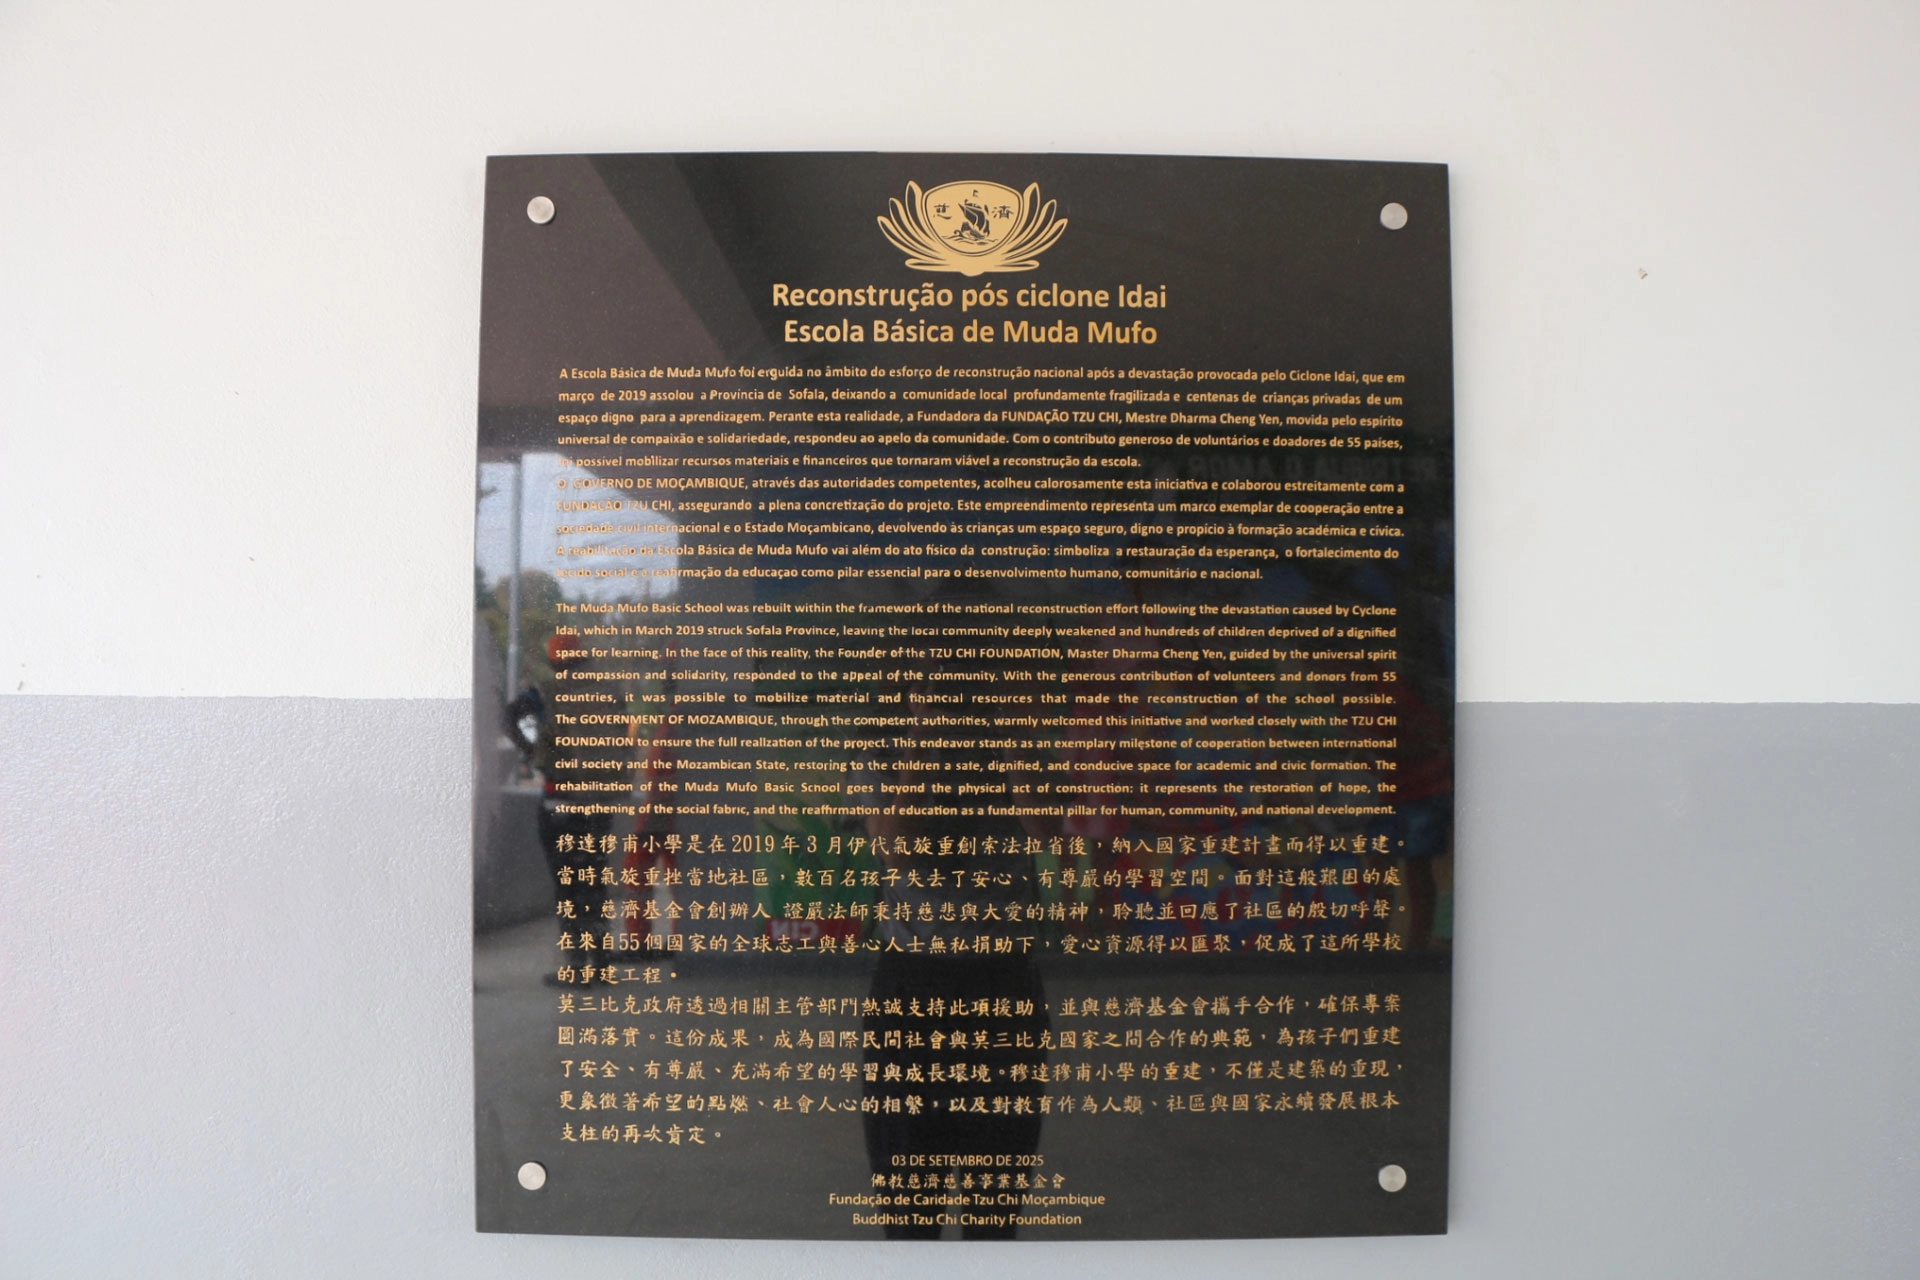 慈 濟
Reconstrução pós ciclone Idai
Escola Básica de Muda Mufo
A Escola Básica de Muda Mufo foi erguida no âmbito do esforço de reconstrução nacional após a devastação provocada pelo Ciclone Idai, que em
março de 2019 assolou a Província de Sofala, deixando a comunidade local profundamente fragilizada e centenas de crianças privadas de um
espaço digno para a aprendizagem. Perante esta realidade, a Fundadora da FUNDAÇÃO TZU CHI, Mestre Dharma Cheng Yen, movida pelo espírito
universal de compaixão e solidariedade, respondeu ao apelo da comunidade. Com o contributo generoso de voluntários e doadores de 55 países,
foi possivel mobilizar recursos materiais e financeiros que tornaram viável a reconstrução da escola.
O GOVERNO DE MOÇAMBIQUE, através das autoridades competentes, acolheu calorosamente esta iniciativa e colaborou estreitamente com a
FUNDAÇÃO TZU CHI, assegurando a plena concretização do projeto. Este empreendimento representa um marco exemplar de cooperação entre a
sociedabe civil internacional e o Estado Moçambicano, devolvendo às crianças um espaço seguro, digno e propício à formação académica e cívica.
A reabilitação da Escola Básica de Muda Mufo vai além do ato físico da construção: simboliza a restauração da esperança, o fortalecimento do
tecido social e a reafirmação da educaçao como pilar essencial para o desenvolvimento humano, comunitário e nacional.
The Muda Mufo Basic School was rebuilt within the framework of the national reconstruction effort following the devastation caused by Cyclone
Idai, which in March 2019 struck Sofala Province, leaving the local community deeply weakened and hundreds of children deprived of a dignified
space for learning. In the face of this reality, the Founder of the TZU CHI FOUNDATION, Master Dharma Cheng Yen, guided by the universal spirit
of compassion and solidarity, responded to the appeal of the community. With the generous contribution of volunteers and donors from 55
countries, it was possible to mobilize material and financial resources that made the reconstruction of the school possible.
The GOVERNMENT OF MOZAMBIQUE, through the competent authorities, warmly welcomed this initiative and worked closely with the TZU CHI
FOUNDATION to ensure the full realization of the project. This endeavor stands as an exemplary milestone of cooperation between international
civil society and the Mozambican State, restoring to the children a safe, dignified, and conducive space for academic and civic formation. The
rehabilitation of the Muda Mufo Basic School goes beyond the physical act of construction: it represents the restoration of hope, the
strengthening of the social fabric, and the reaffirmation of education as a fundamental pillar for human, community, and national development.
穆達穆甫小學是在2019年3月伊代氣旋重創索法拉省後，納入國家重建計畫而得以重建。
當時氣旋重挫當地社區，數百名孩子失去了安心、有尊嚴的學習空間。面對這般艱困的處
境，慈濟基金會創辦人 證嚴法師秉持慈悲與大愛的精神，聆聽並回應了社區的殷切呼聲。
在來自55個國家的全球志工與善心人士無私捐助下，愛心資源得以匯聚，促成了這所學校
的重建工程。
莫三比克政府透過相關主管部門熱誠支持此項援助，並與慈濟基金會攜手合作，確保專案
圓滿落實。這份成果，成為國際民間社會與莫三比克國家之間合作的典範，為孩子們重建
了安全、有尊嚴、充滿希望的學習與成長環境。穆達穆甫小學的重建，不僅是建築的重現，
更象徵著希望的點燃、社會人心的相繫，以及對教育作為人類、社區與國家永續發展根本
支柱的再次肯定。
03 DE SETEMBRO DE 2025
佛教慈濟慈善事業基金會
Fundação de Caridade Tzu Chi Moçambique
Buddhist Tzu Chi Charity Foundation